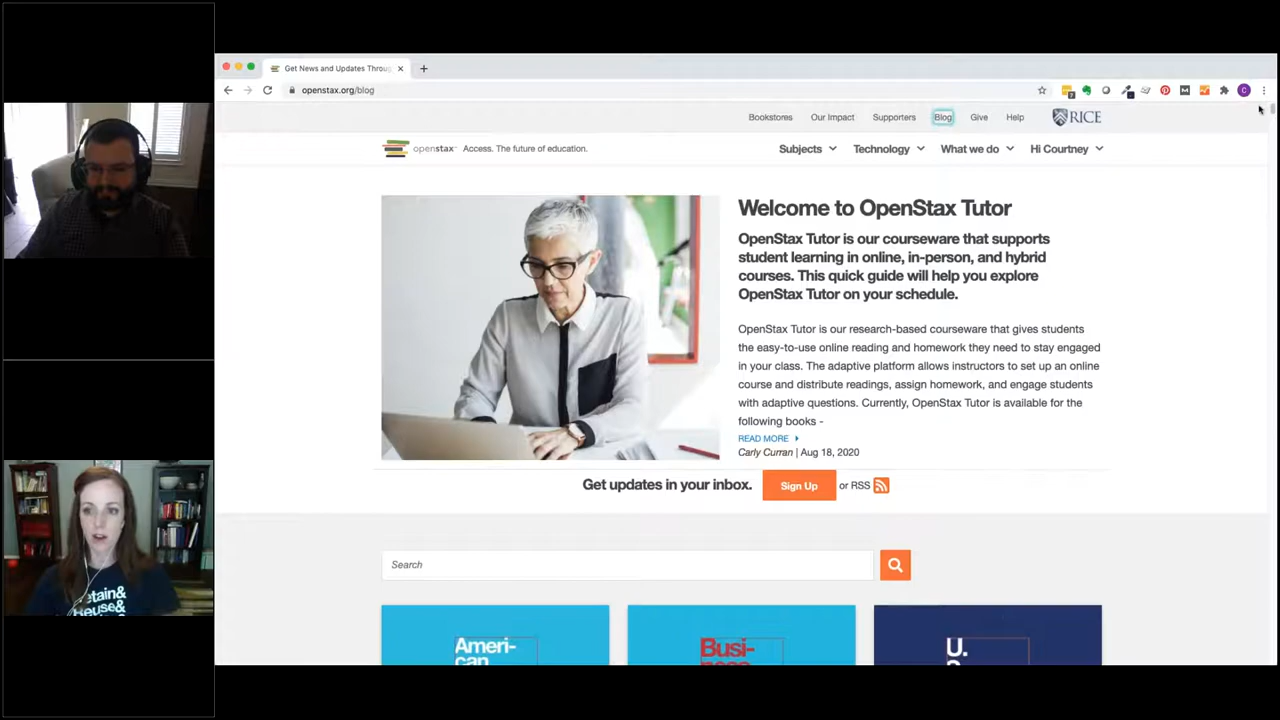 Get News and Updates Throu
openstax.org/blog
C
Bookstores
Our Impact
Supporters
Blog
Give
Help
RICE
openstax
Access. The future of education.
Subjects
Technology
What we do
Hi Courtney
Welcome to OpenStax Tutor
OpenStax Tutor is our courseware that supports
student learning in online, in-person, and hybrid
courses. This quick guide will help you explore
OpenStax Tutor on your schedule.
OpenStax Tutor is our research-based courseware that gives students
the easy-to-use online reading and homework they need to stay engaged
in your class. The adaptive platform allows instructors to set up an online
course and distribute readings, assign homework, and engage students
with adaptive questions. Currently, OpenStax Tutor is available for the
following books -
READ MORE
Carly Curran | Aug 18, 2020
Get updates in your inbox.
Sign Up
or RSS
Search
Ameri-
can
Busi-
ness
U.
S.
etain&
Reuse&